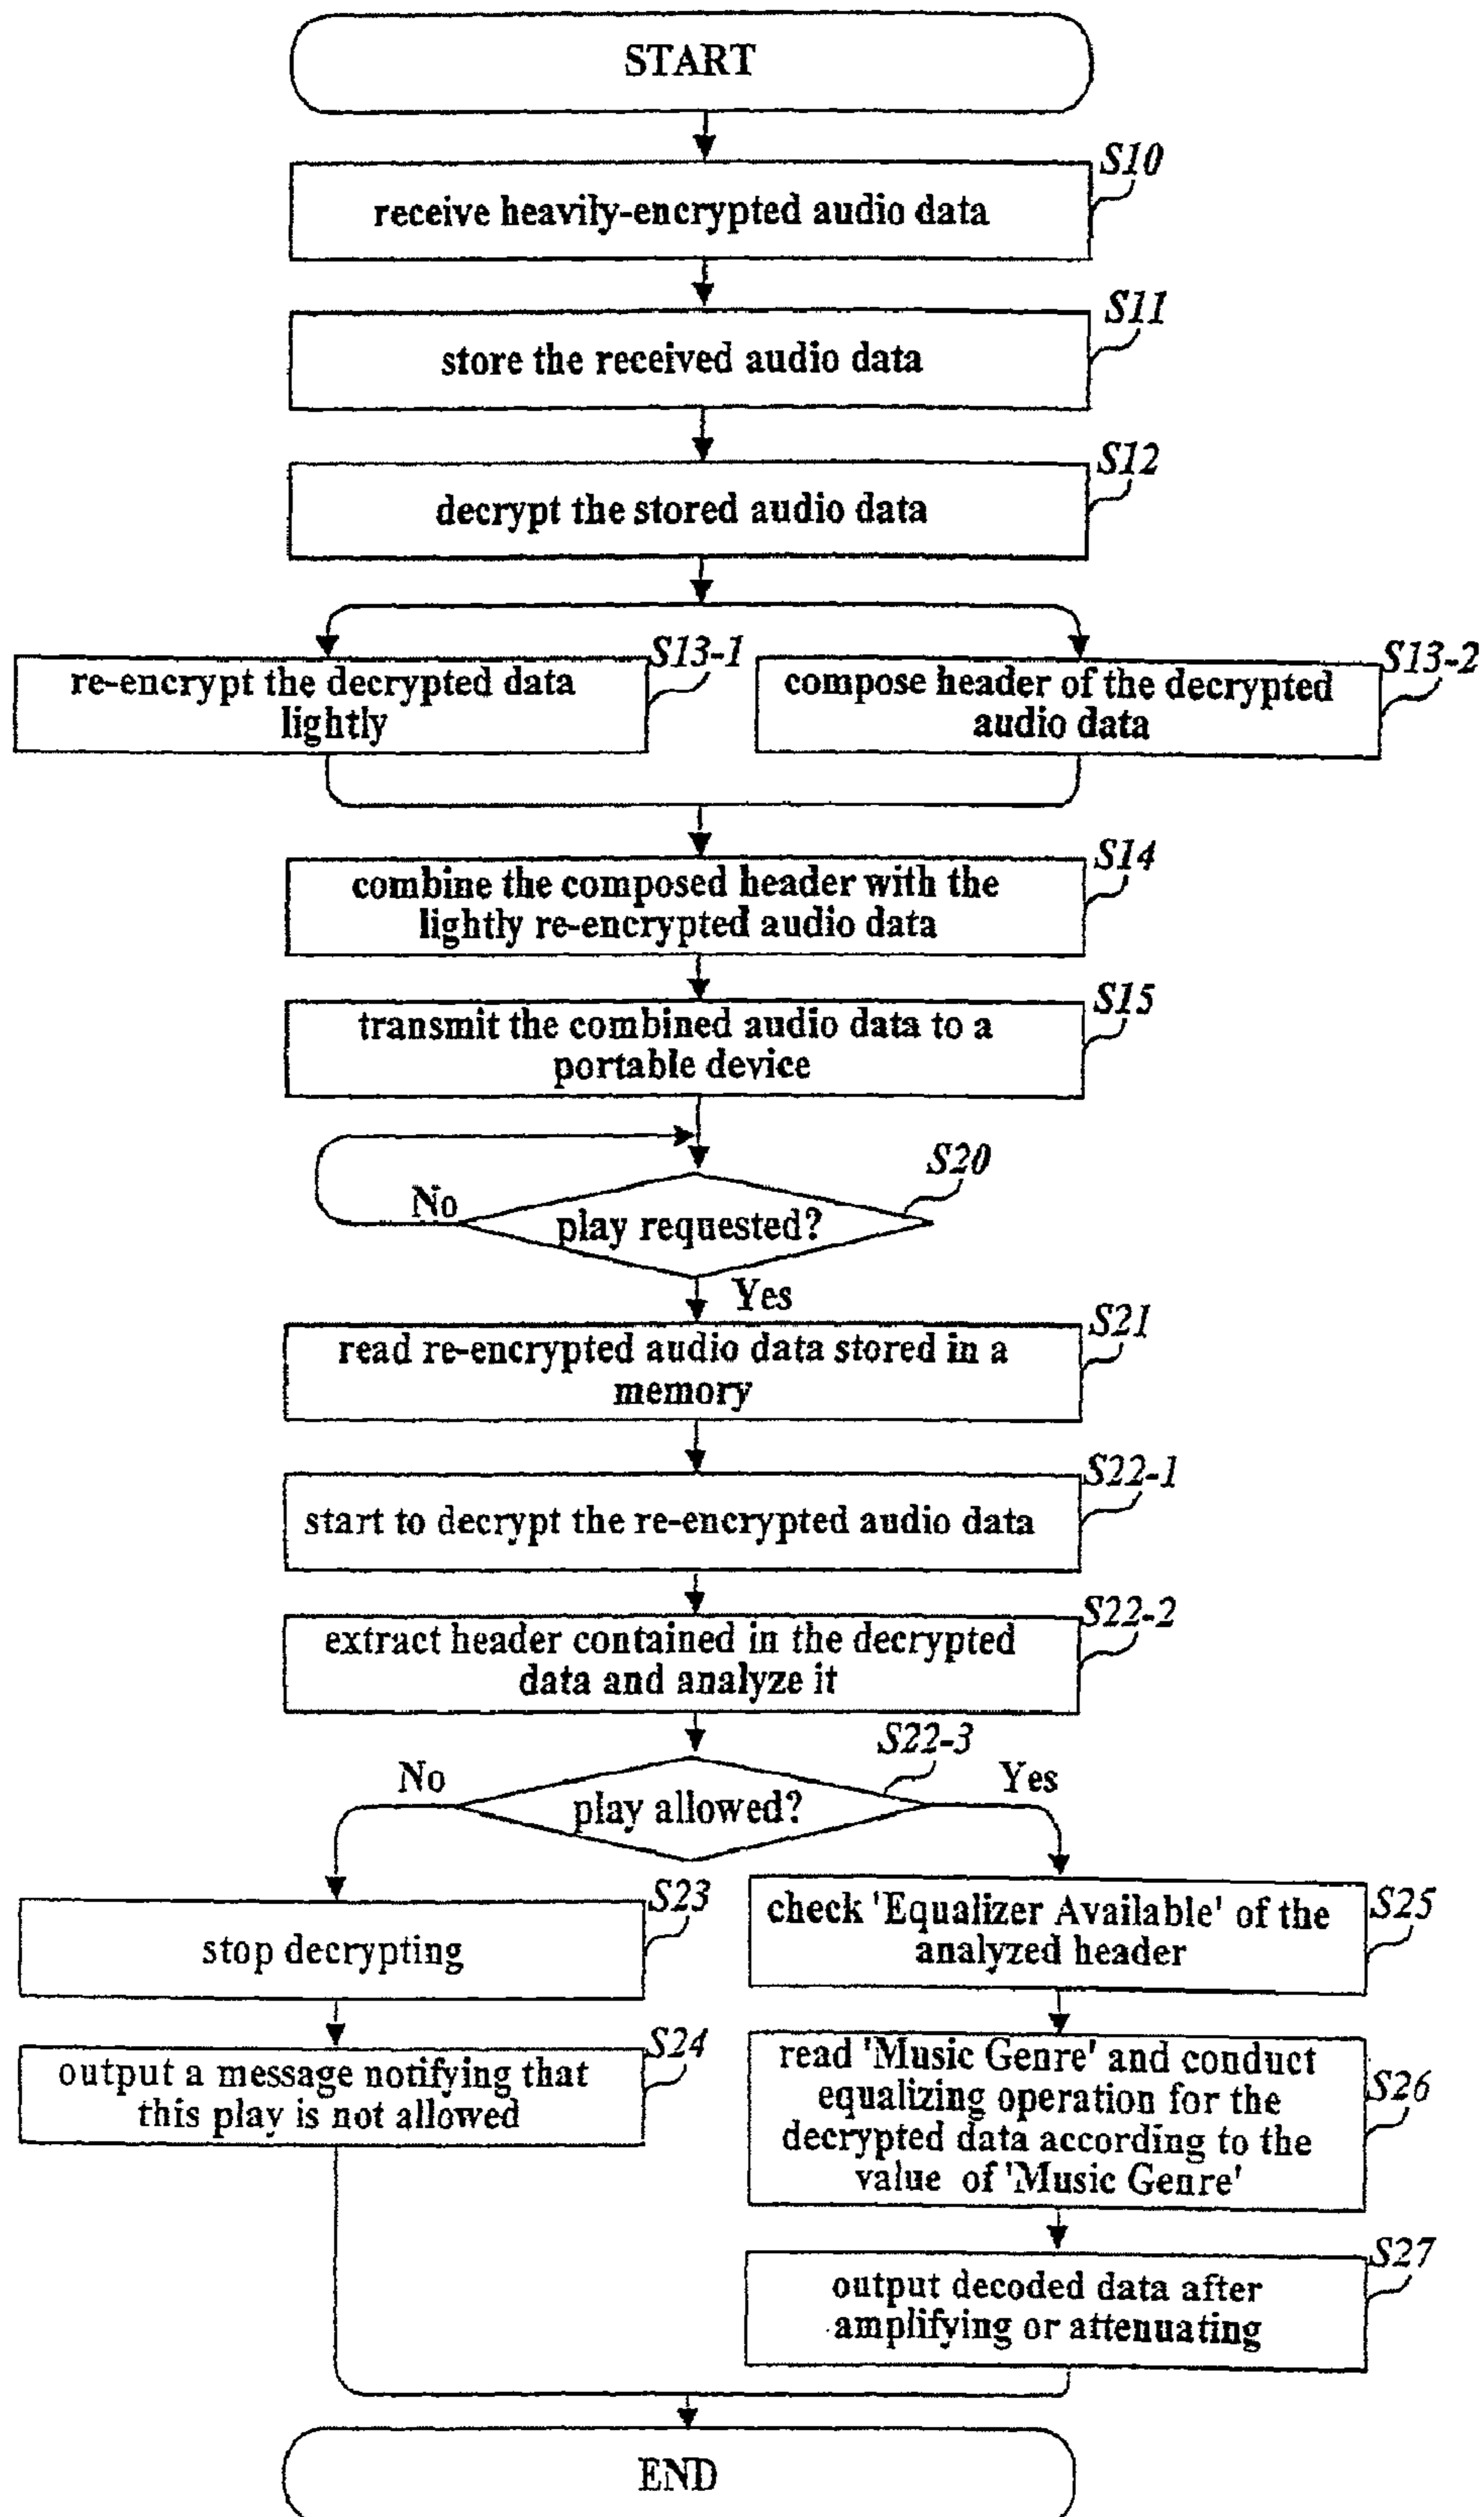 START
S10
receive heavily-encrypted audio data
S11
store the received audio data
S12
decrypt the stored audio data
S13-1
re-encrypt the decrypted data
lightly
S13-2
compose header of the decrypted
audio data
S14
combine the composed header with the
lightly re-encrypted audio data
S15
transmit the combined audio data to a
portable device
S20
No
play requested?
Yes
S21
read re-encrypted audio data stored in a
memory
S22-1
start to decrypt the re-encrypted audio data
S22-2
extract header contained in the decrypted
data and analyze it
S22-3
No
Yes
play allowed?
S23
stop decrypting
S24
output a message notifying that
this play is not allowed
S25
check 'Equalizer Available' of the
analyzed header
S26
read 'Music Genre' and conduct
equalizing operation for the
decrypted data according to the
value of 'Music Genre'
S27
output decoded data after
amplifying or attenuating
END